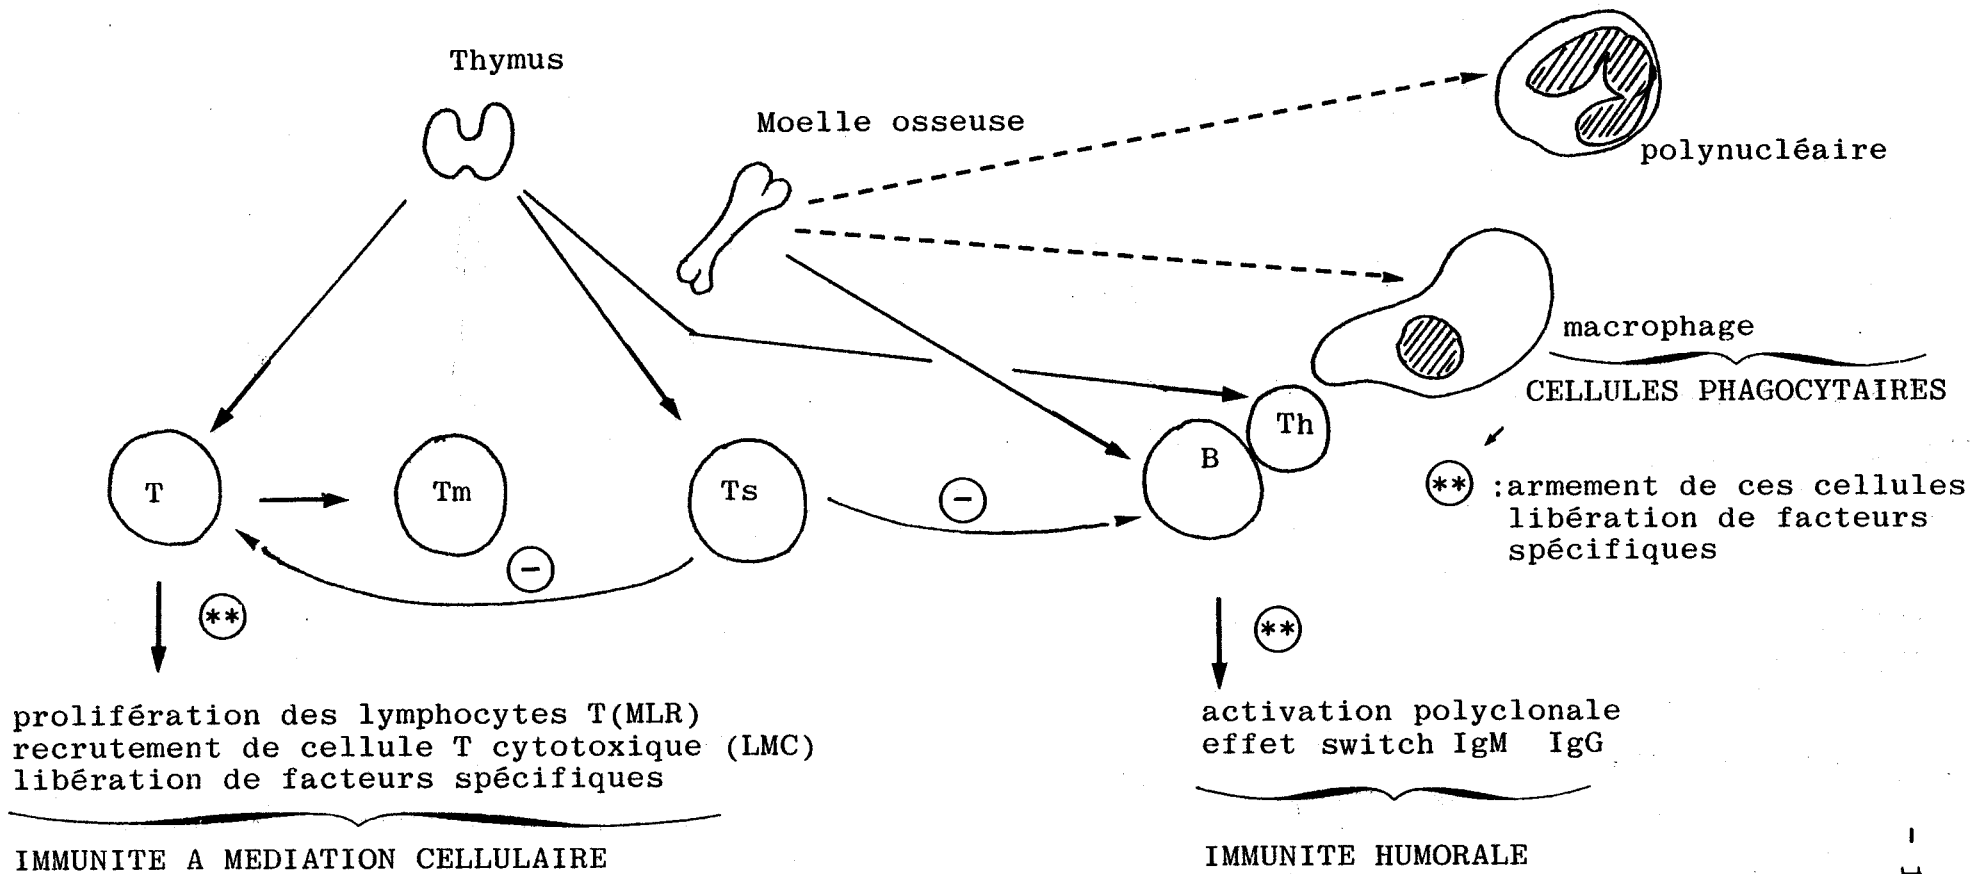 Thymus
Moelle osseuse
polynucléaire
macrophage
CELLULES PHAGOCYTAIRES
T
Tm
Ts
−
B
Th
** :armement de ces cellules
libération de facteurs
spécifiques
−
**
**
prolifération des lymphocytes T(MLR)
recrutement de cellule T cytotoxique (LMC)
libération de facteurs spécifiques
IMMUNITE A MEDIATION CELLULAIRE
activation polyclonale
effet switch IgM IgG
IMMUNITE HUMORALE